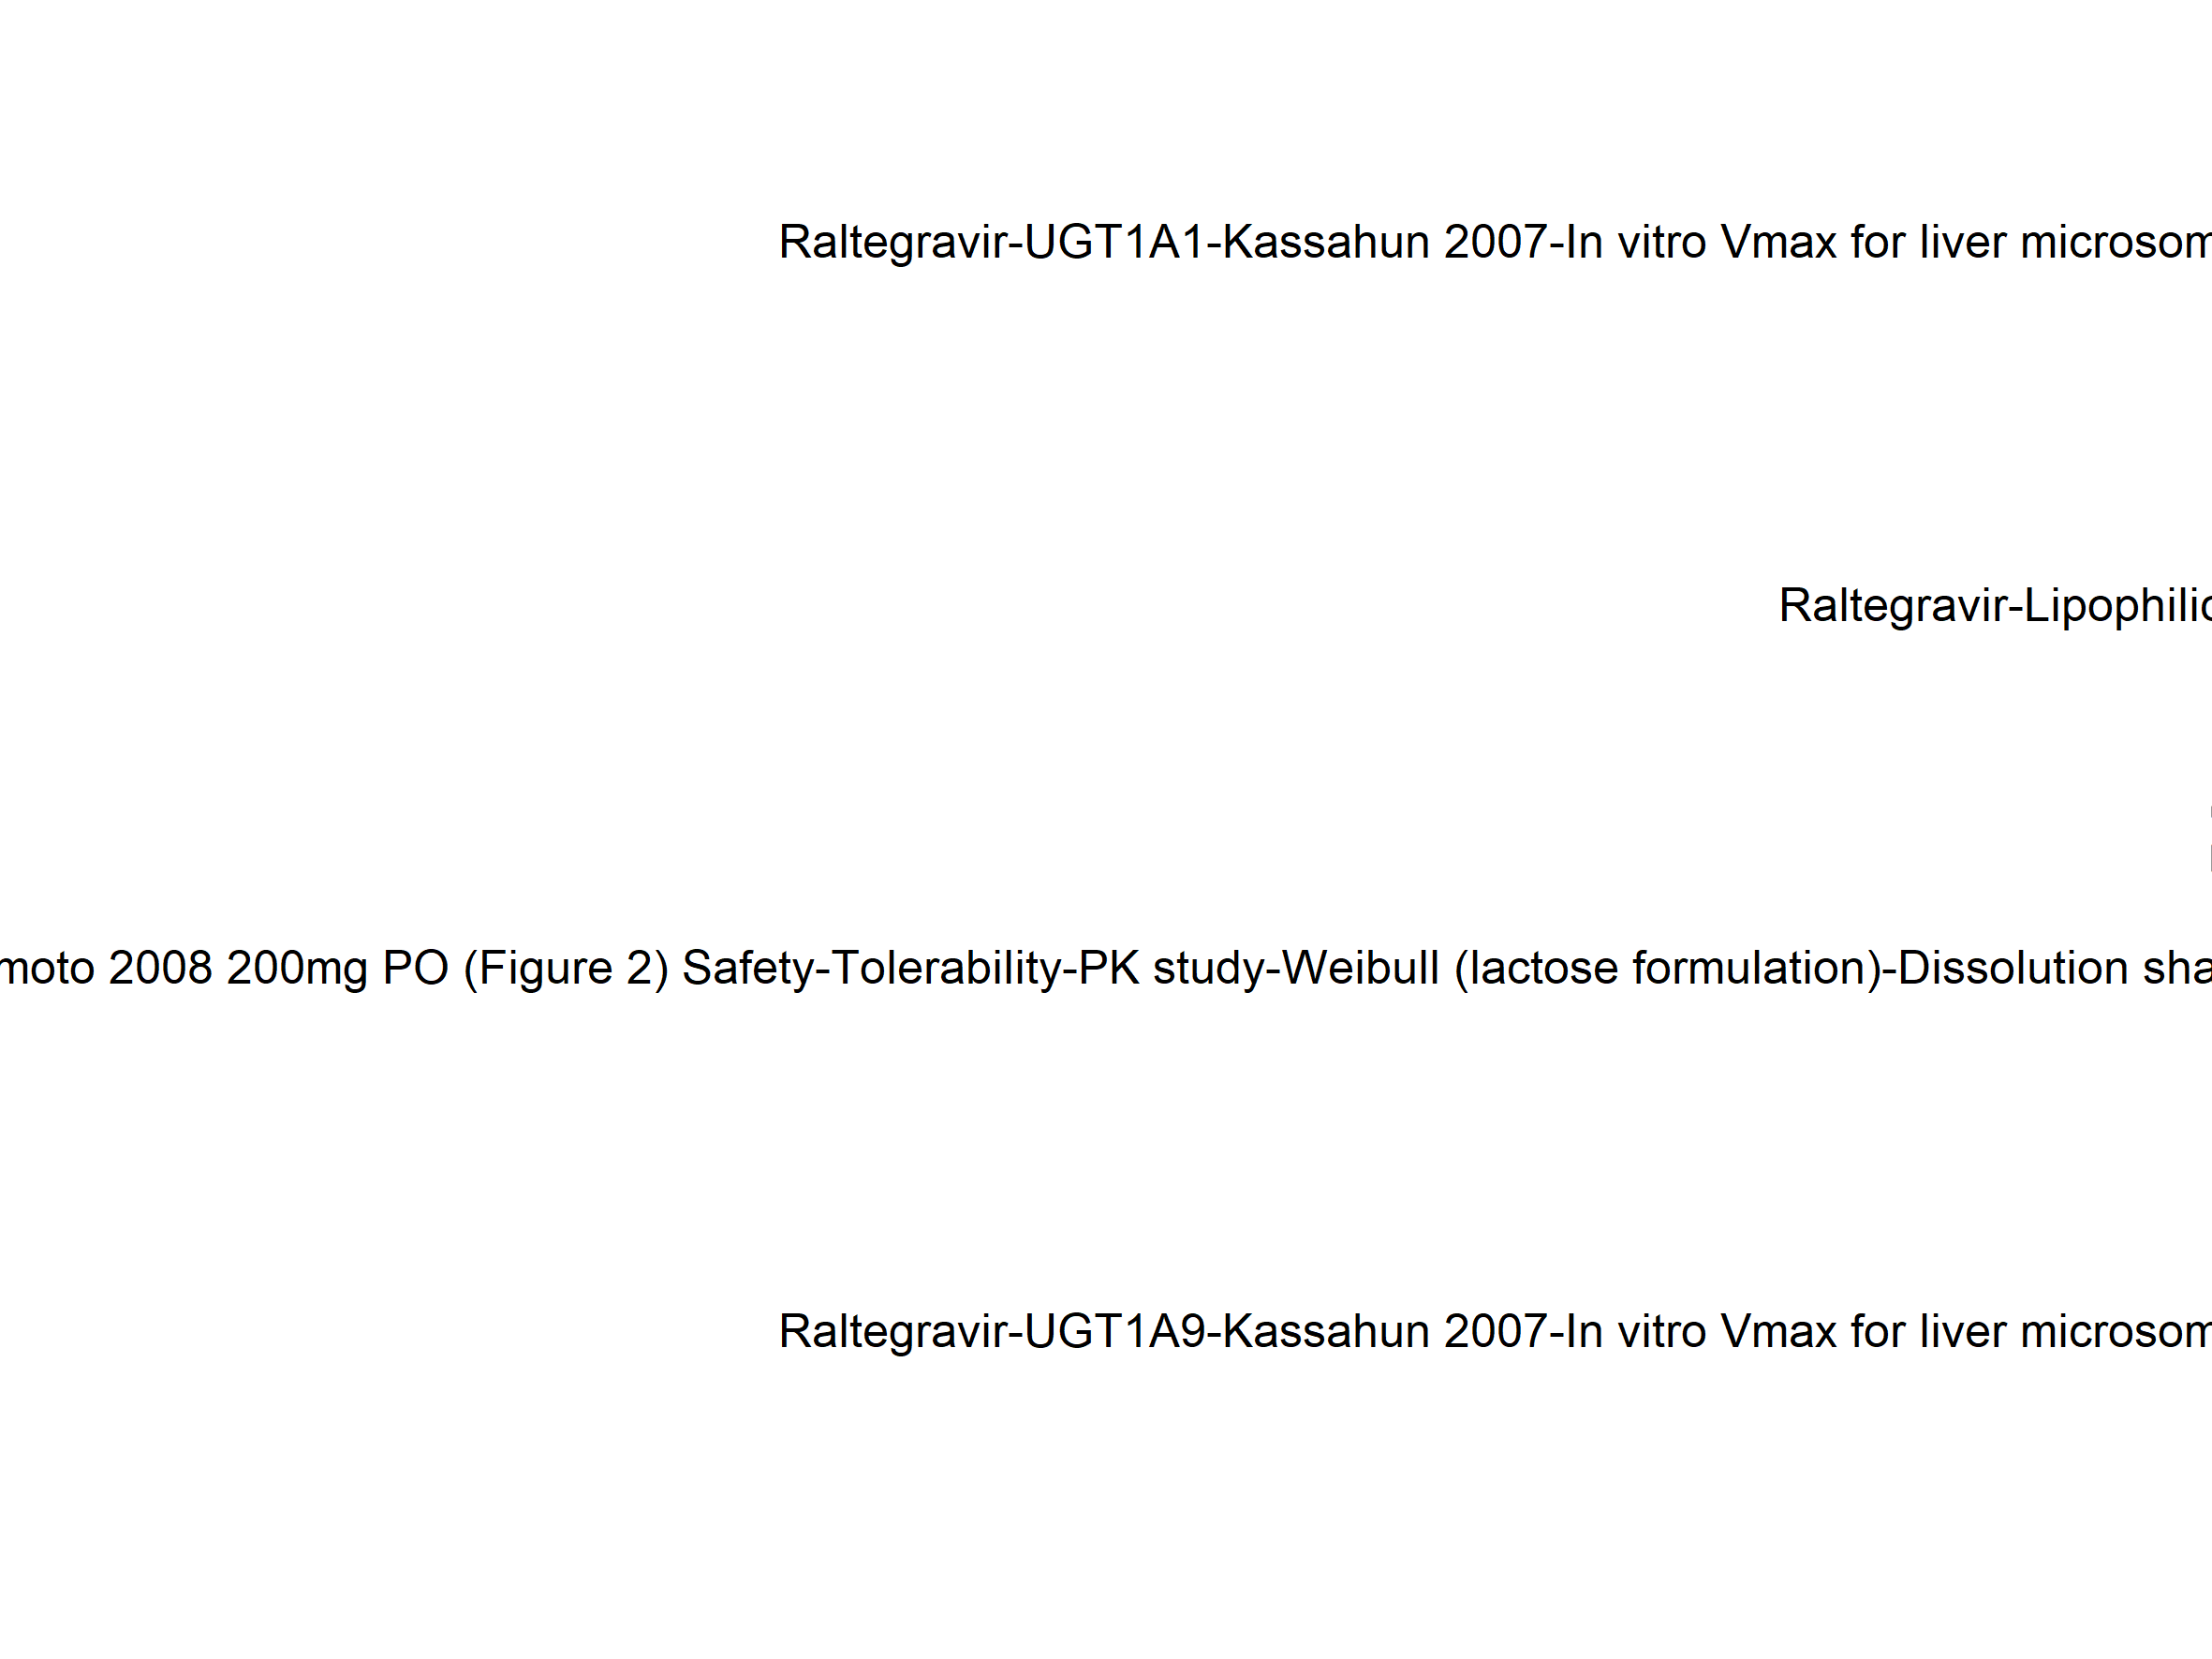 Raltegravir-UGT1A1-Kassahun 2007-In vitro Vmax for liver microsom
Raltegravir-Lipophilic
moto 2008 200mg PO (Figure 2) Safety-Tolerability-PK study-Weibull (lactose formulation)-Dissolution sha
Raltegravir-UGT1A9-Kassahun 2007-In vitro Vmax for liver microsom